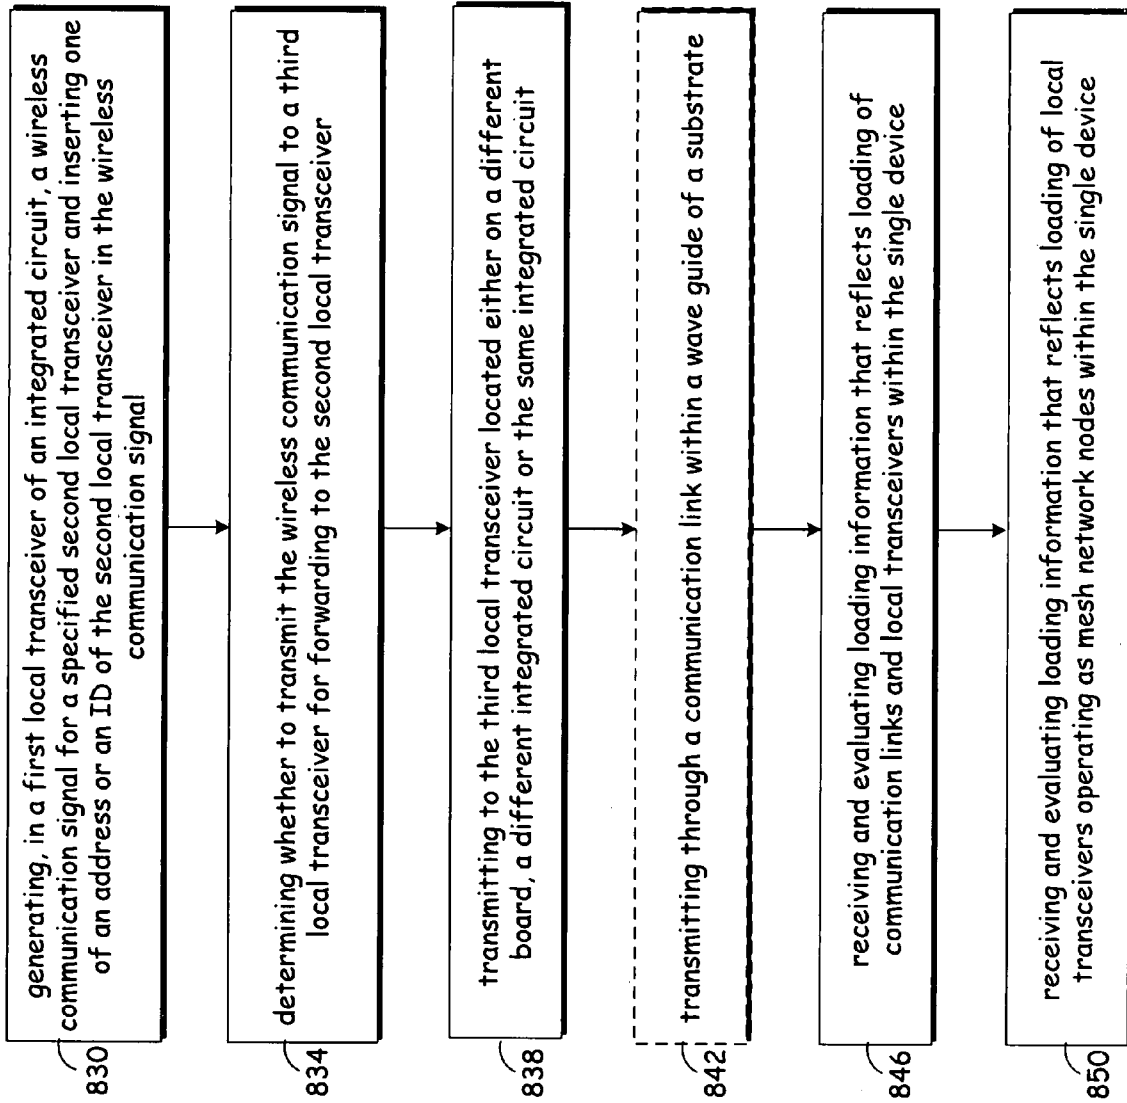 generating, in a first local transceiver of an integrated circuit, a wireless
communication signal for a specified second local transceiver and inserting one
of an address or an ID of the second local transceiver in the wireless
communication signal
830
determining whether to transmit the wireless communication signal to a third
local transceiver for forwarding to the second local transceiver
834
transmitting to the third local transceiver located either on a different
board, a different integrated circuit or the same integrated circuit
838
transmitting through a communication link within a wave guide of a substrate
842
receiving and evaluating loading information that reflects loading of
communication links and local transceivers within the single device
846
receiving and evaluating loading information that reflects loading of local
transceivers operating as mesh network nodes within the single device
850